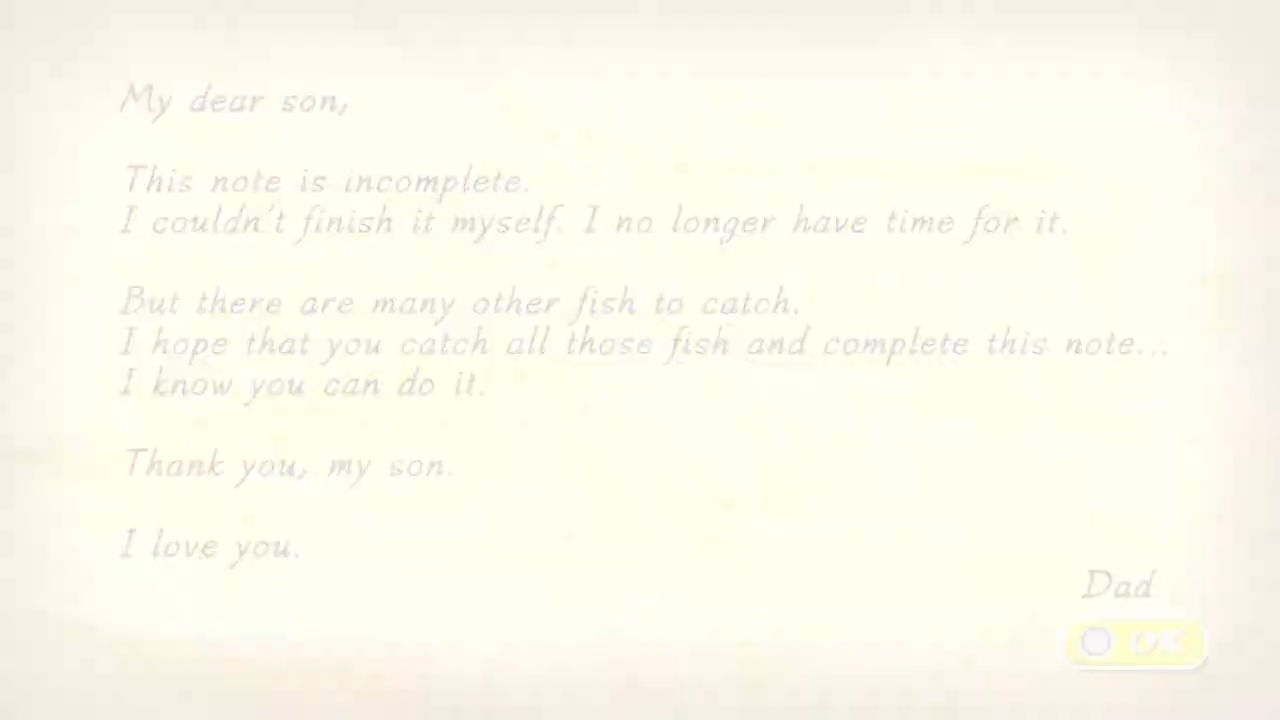 My dear son,
This note is incomplete.
I couldn't finish it myself. I no longer have time for it.
But there are many other fish to catch.
I hope that you catch all those fish and complete this note...
I know you can do it.
Thank you, my son.
I love you.
Dad
OK